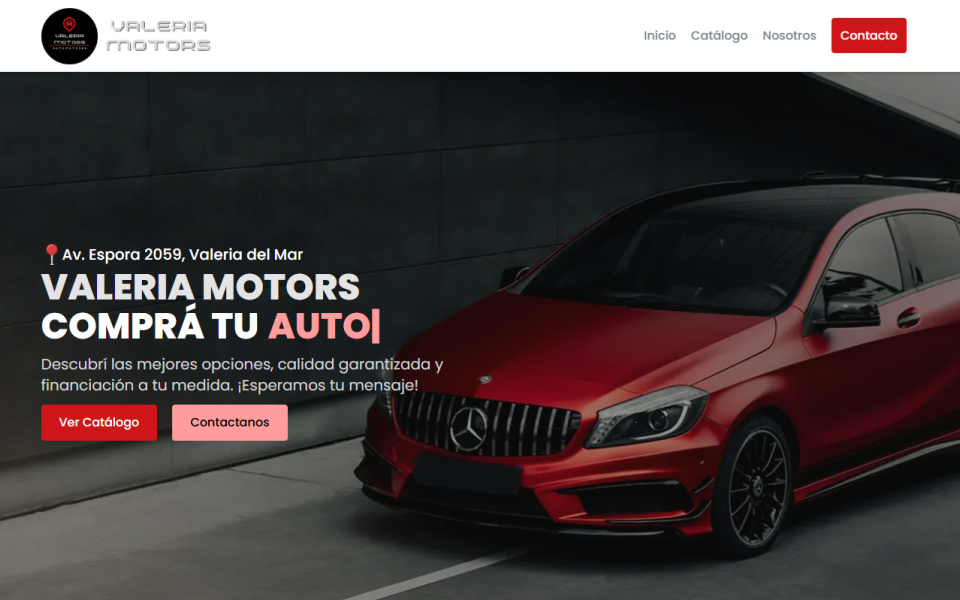 VALERIA
MOTORS
AUTOMOTORES
VALERIA
MOTORS
Inicio
Catálogo
Nosotros
Contacto
📍Av. Espora 2059, Valeria del Mar
VALERIA MOTORS
COMPRÁ TU AUTO|
Descubrí las mejores opciones, calidad garantizada y
financiación a tu medida. ¡Esperamos tu mensaje!
Ver Catálogo
Contactanos